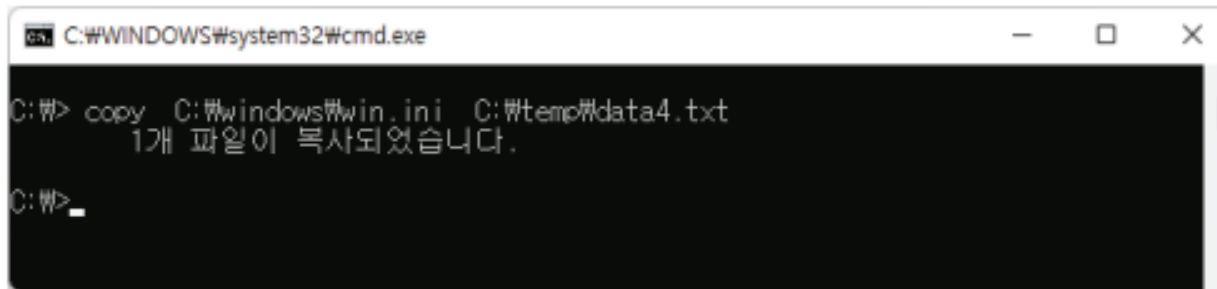 C:₩WINDOWS₩system32₩cmd.exe
C:₩> copy  C:₩windows₩win.ini  C:₩temp₩data4.txt
1개 파일이 복사되었습니다.
C:₩>